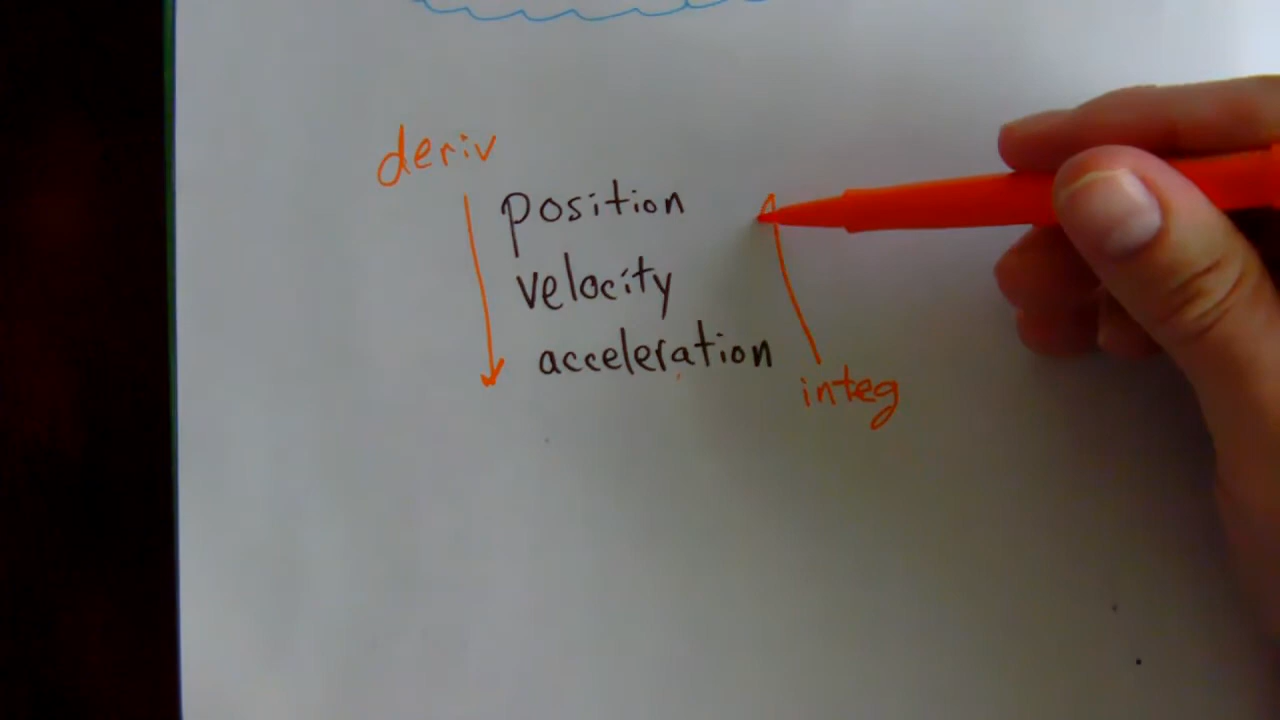 deriv
position
velocity
acceleration
integ